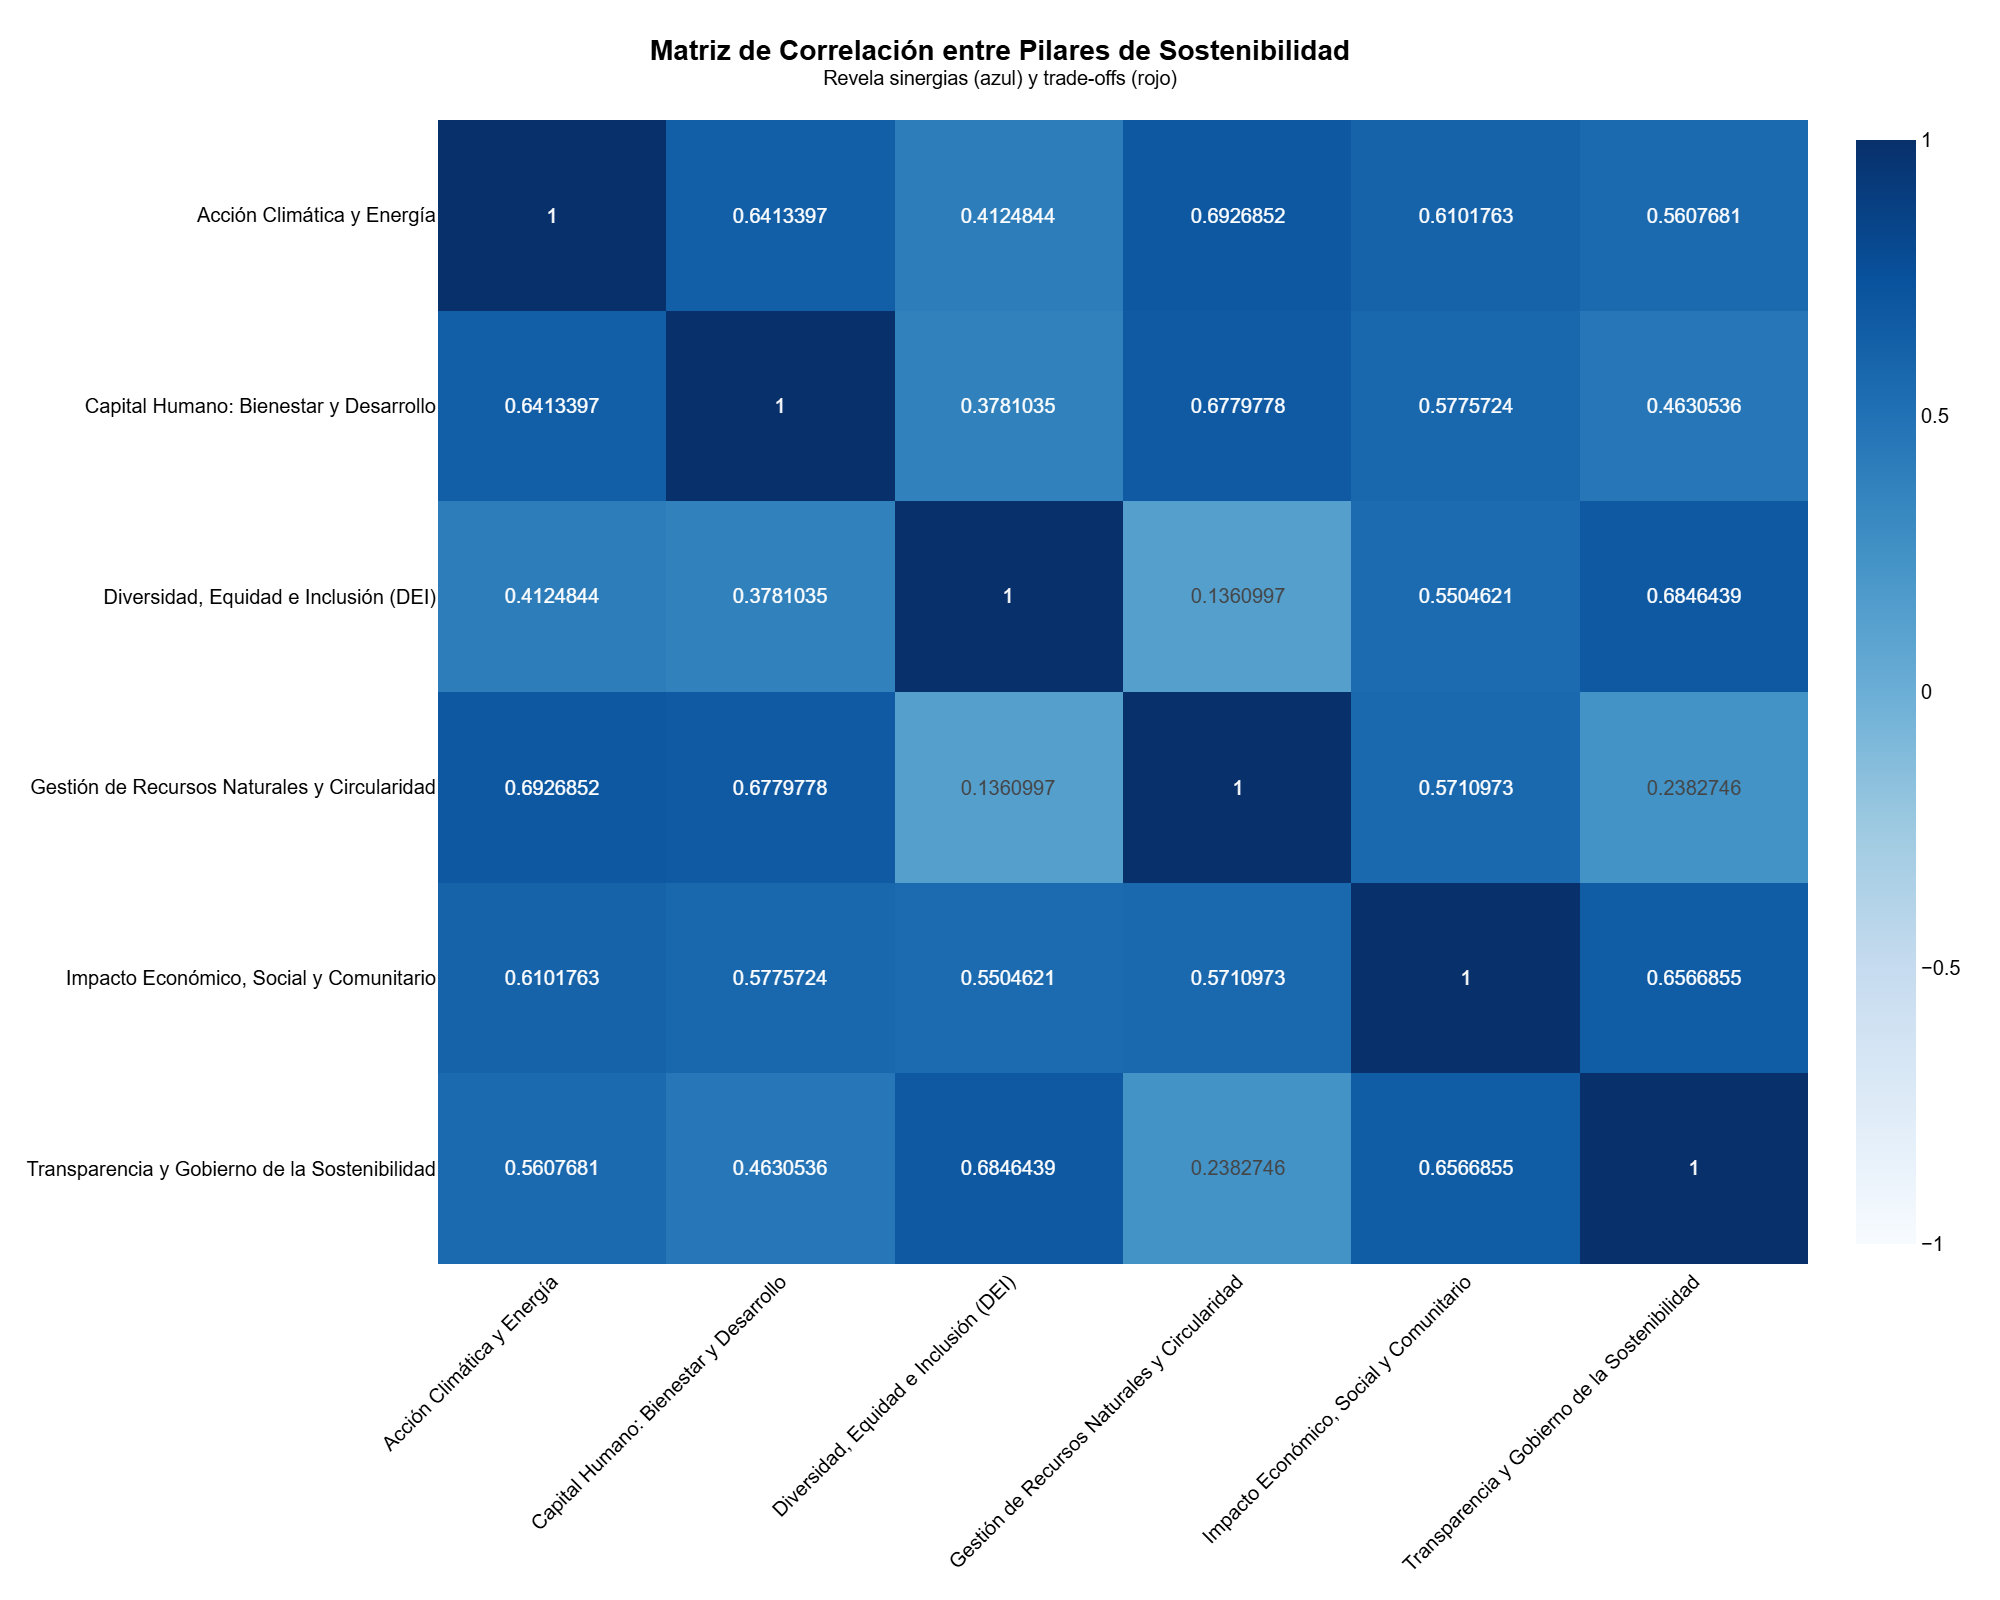 Matriz de Correlación entre Pilares de Sostenibilidad
Revela sinergias (azul) y trade-offs (rojo)
Acción Climática y Energía 1 0.6413397 0.4124844 0.6926852 0.6101763 0.5607681
Capital Humano: Bienestar y Desarrollo 0.6413397 1 0.3781035 0.6779778 0.5775724 0.4630536
Diversidad, Equidad e Inclusión (DEI) 0.4124844 0.3781035 1 0.1360997 0.5504621 0.6846439
Gestión de Recursos Naturales y Circularidad 0.6926852 0.6779778 0.1360997 1 0.5710973 0.2382746
Impacto Económico, Social y Comunitario 0.6101763 0.5775724 0.5504621 0.5710973 1 0.6566855
Transparencia y Gobierno de la Sostenibilidad 0.5607681 0.4630536 0.6846439 0.2382746 0.6566855 1
Acción Climática y Energía
Capital Humano: Bienestar y Desarrollo
Diversidad, Equidad e Inclusión (DEI)
Gestión de Recursos Naturales y Circularidad
Impacto Económico, Social y Comunitario
Transparencia y Gobierno de la Sostenibilidad
1
0.5
0
−0.5
−1